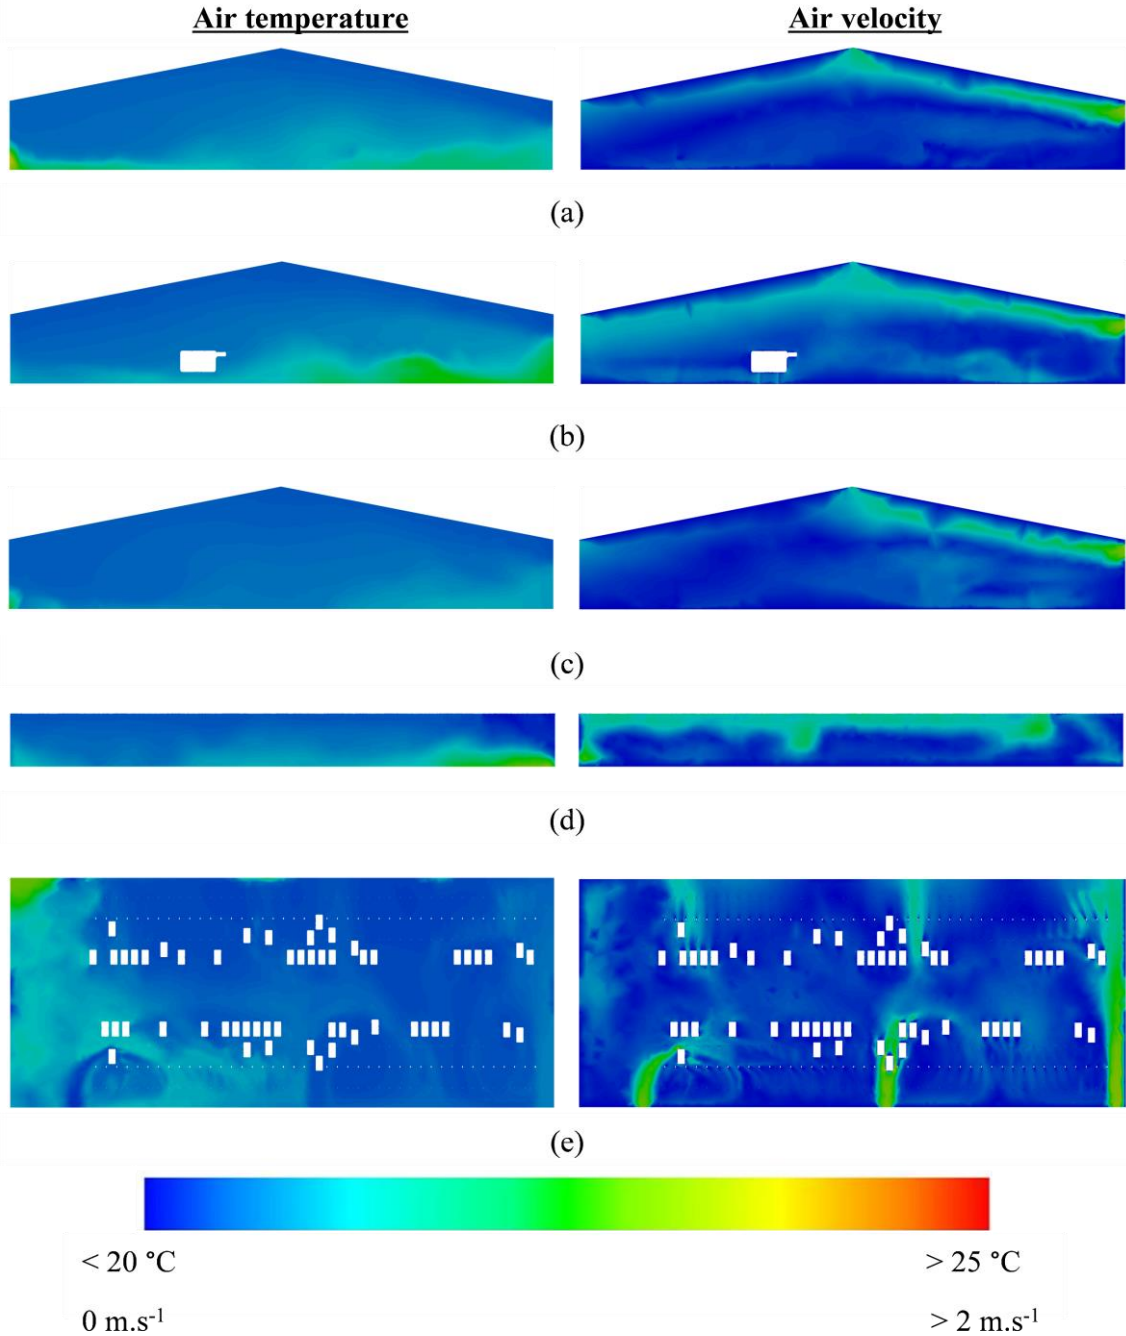 Air temperature Air velocity
(a)
(b)
(c)
(d)
(e)
< 20 °C > 25 °C
0 m.s⁻¹ > 2 m.s⁻¹